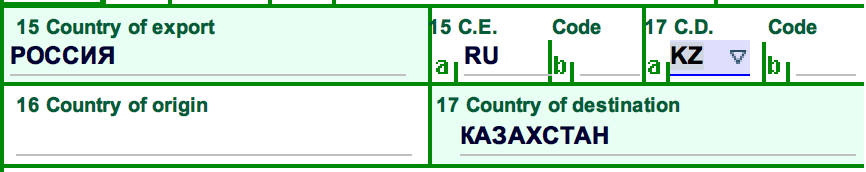 15 Country of export 15 C.E. Code 17 C.D. Code
РОССИЯ a RU b a KZ b
16 Country of origin 17 Country of destination
КАЗАХСТАН